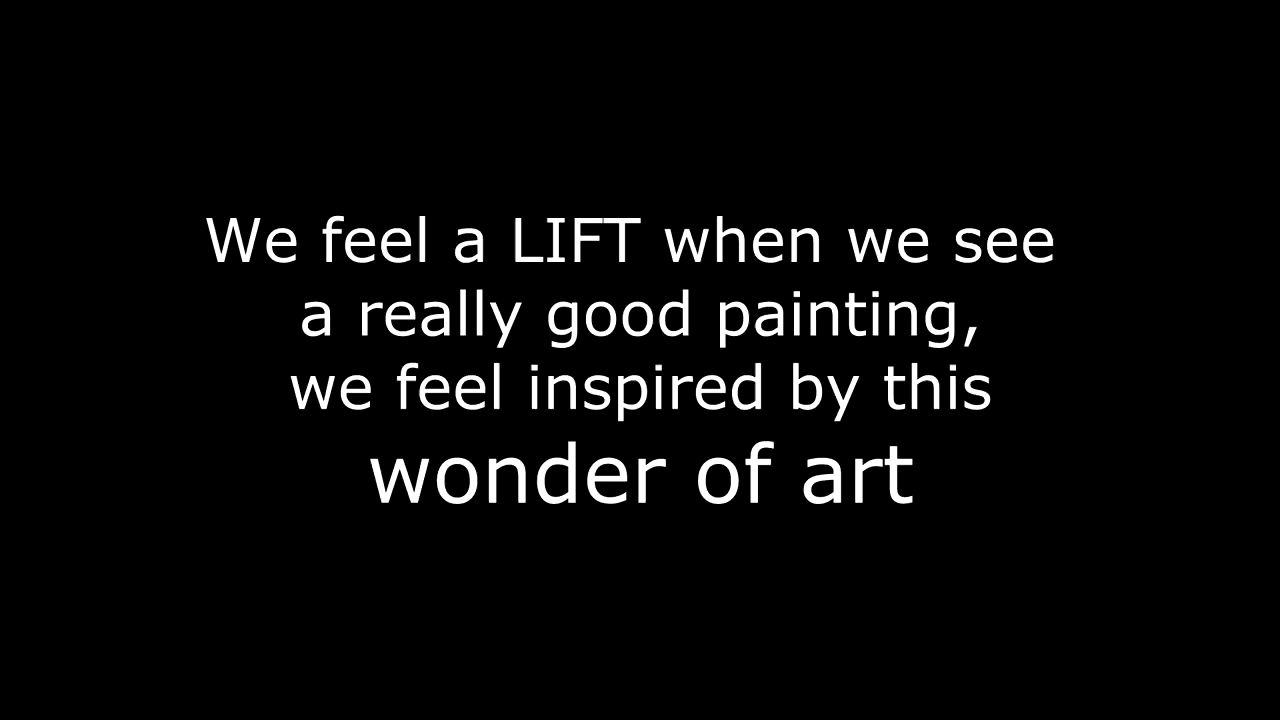 We feel a LIFT when we see
a really good painting,
we feel inspired by this
wonder of art